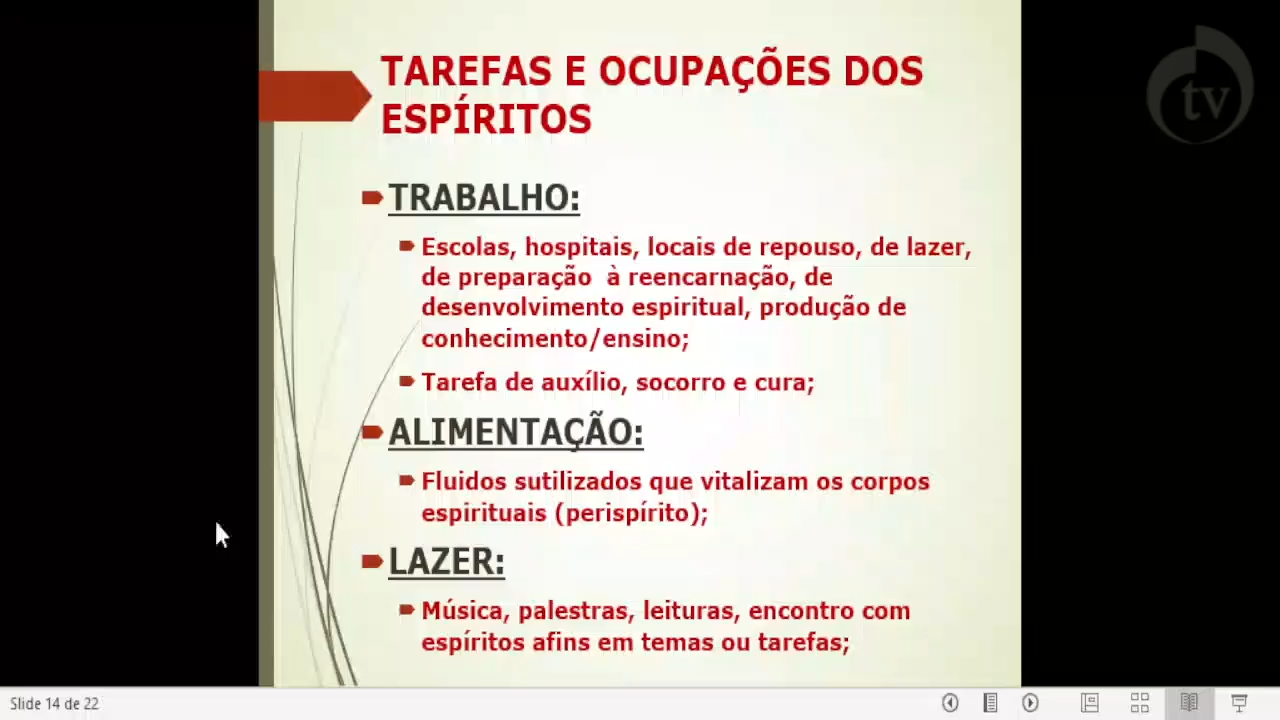 TAREFAS E OCUPAÇÕES DOS
ESPÍRITOS
TRABALHO:
Escolas, hospitais, locais de repouso, de lazer,
de preparação à reencarnação, de
desenvolvimento espiritual, produção de
conhecimento/ensino;
Tarefa de auxílio, socorro e cura;
ALIMENTAÇÃO:
Fluidos sutilizados que vitalizam os corpos
espirituais (perispírito);
LAZER:
Música, palestras, leituras, encontro com
espíritos afins em temas ou tarefas;
tv
Slide 14 de 22